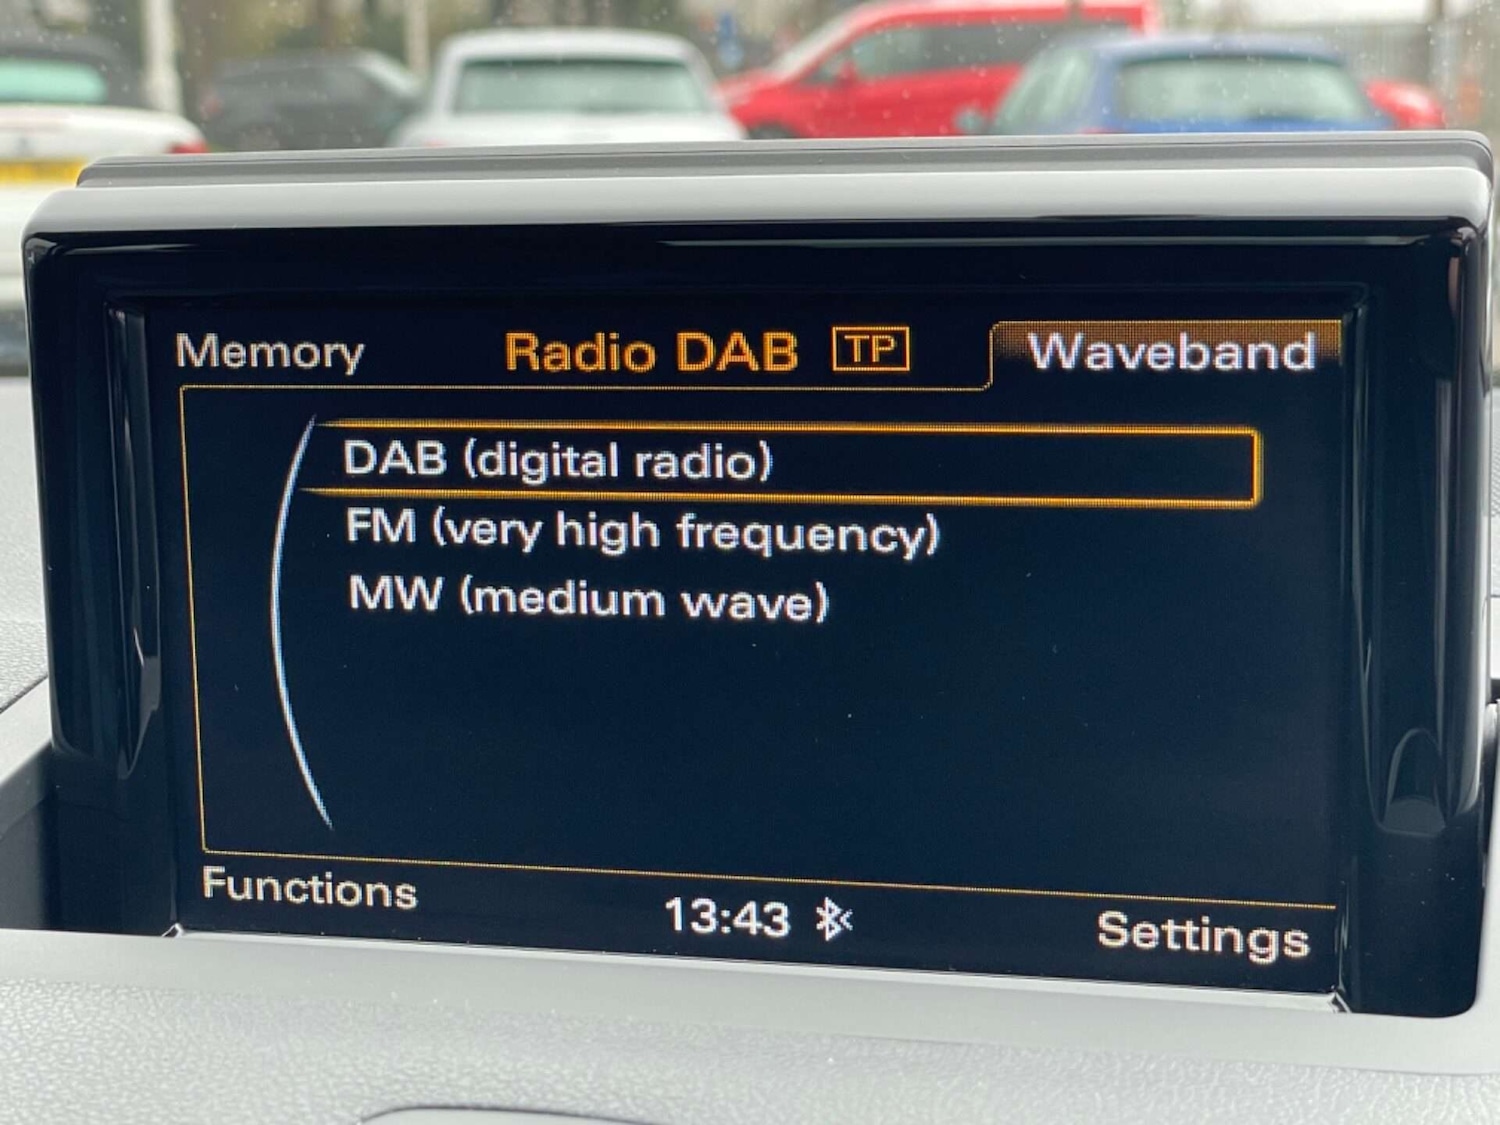 Memory Radio DAB TP Waveband
DAB (digital radio)
FM (very high frequency)
MW (medium wave)
Functions 13:43 Settings